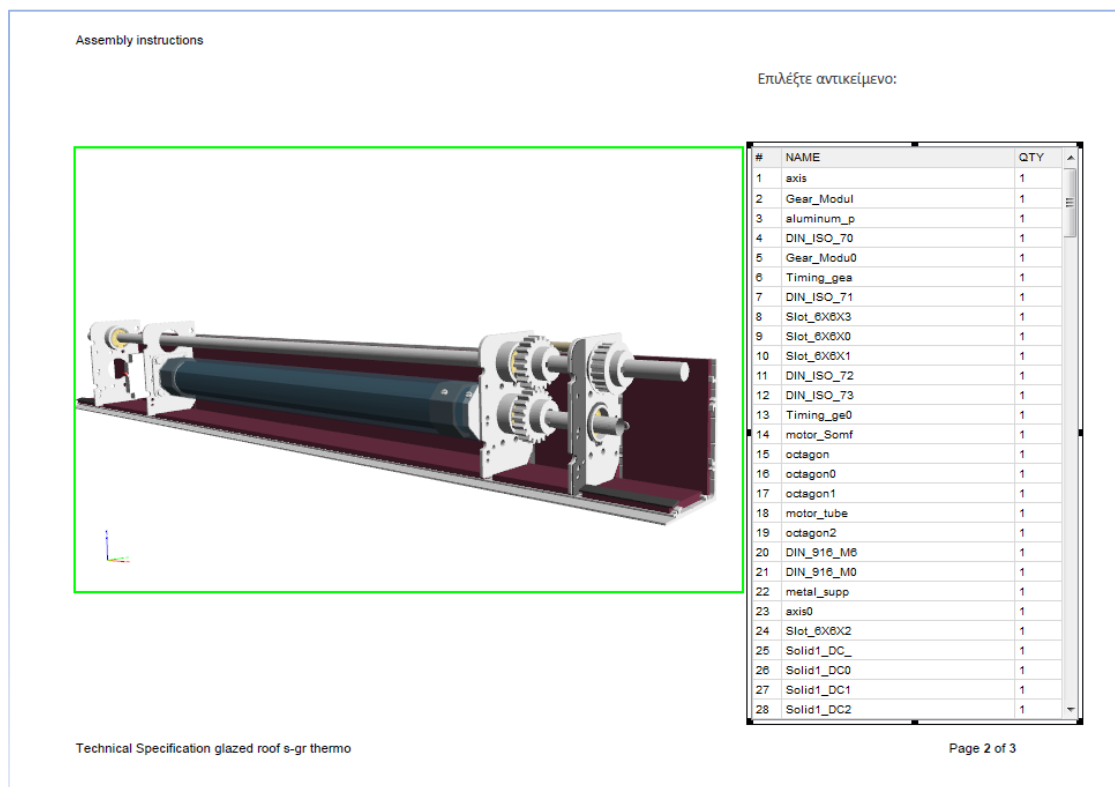 Assembly instructions
Επιλέξτε αντικείμενο:
# NAME QTY
1 axis 1
2 Gear_Modul 1
3 aluminum_p 1
4 DIN_ISO_70 1
5 Gear_Modu0 1
6 Timing_gea 1
7 DIN_ISO_71 1
8 Slot_6X6X3 1
9 Slot_6X6X0 1
10 Slot_6X6X1 1
11 DIN_ISO_72 1
12 DIN_ISO_73 1
13 Timing_ge0 1
14 motor_Somf 1
15 octagon 1
16 octagon0 1
17 octagon1 1
18 motor_tube 1
19 octagon2 1
20 DIN_916_M6 1
21 DIN_916_M0 1
22 metal_supp 1
23 axis0 1
24 Slot_6X6X2 1
25 Solid1_DC_ 1
26 Solid1_DC0 1
27 Solid1_DC1 1
28 Solid1_DC2 1
Technical Specification glazed roof s-gr thermo
Page 2 of 3